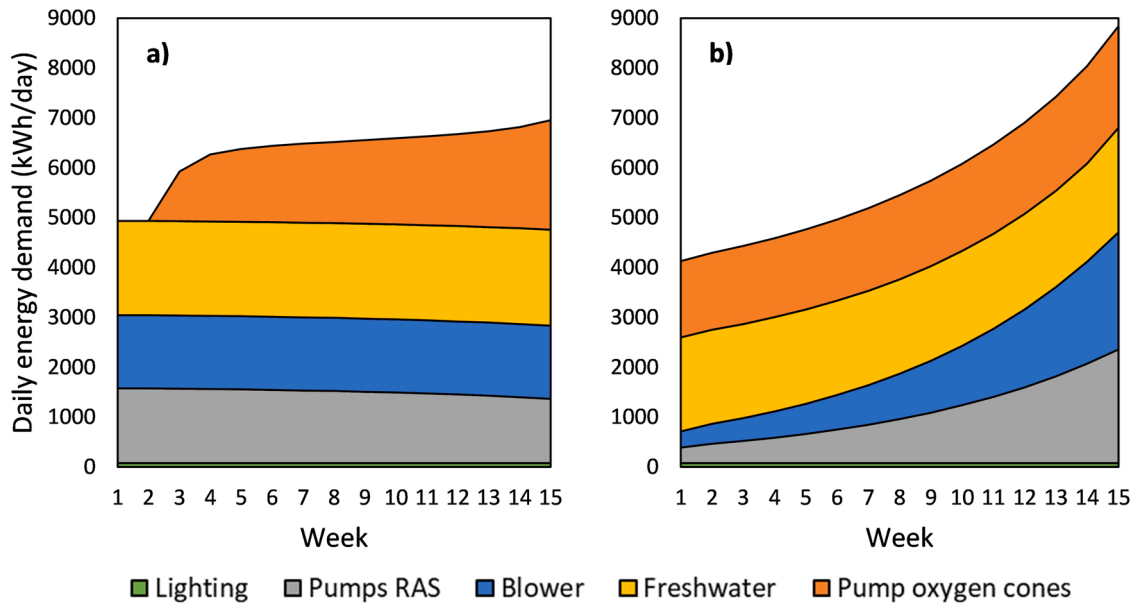 Daily energy demand (kWh/day)
9000
8000
7000
6000
5000
4000
3000
2000
1000
0
a)
1 2 3 4 5 6 7 8 9 10 11 12 13 14 15
Week
9000
8000
7000
6000
5000
4000
3000
2000
1000
0
b)
1 2 3 4 5 6 7 8 9 10 11 12 13 14 15
Week
Lighting Pumps RAS Blower Freshwater Pump oxygen cones